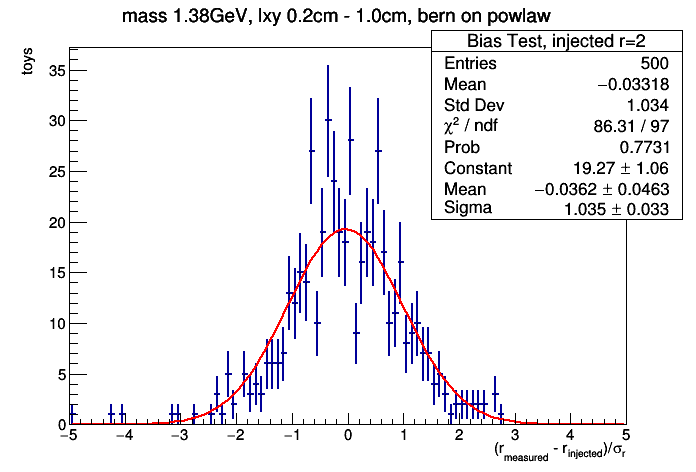 mass 1.38GeV, lxy 0.2cm - 1.0cm, bern on powlaw
Bias Test, injected r=2
Entries 500
Mean −0.03318
Std Dev 1.034
χ² / ndf 86.31 / 97
Prob 0.7731
Constant 19.27 ± 1.06
Mean −0.0362 ± 0.0463
Sigma 1.035 ± 0.033
toys
35
30
25
20
15
10
5
0
−5 −4 −3 −2 −1 0 1 2 3 4 5
(r_measured - r_injected)/σ_r